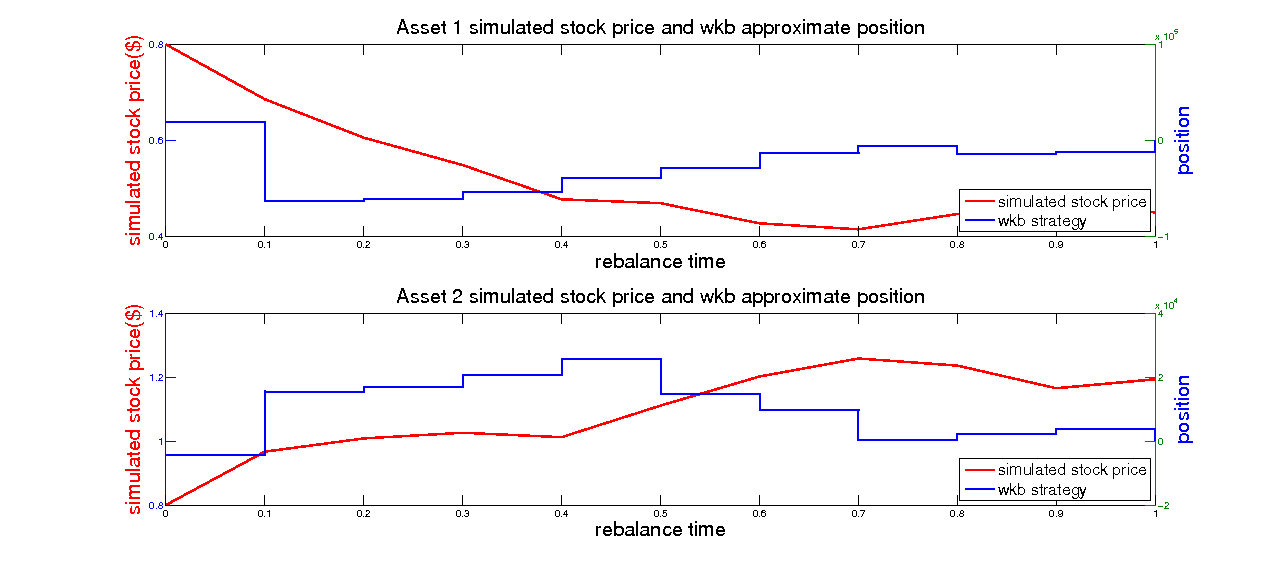 Asset 1 simulated stock price and wkb approximate position
x 10^5
simulated stock price($)
0.8
0.6
0.4
1
0
-1
position
simulated stock price
wkb strategy
0 0.1 0.2 0.3 0.4 0.5 0.6 0.7 0.8 0.9 1
rebalance time
Asset 2 simulated stock price and wkb approximate position
x 10^4
simulated stock price($)
1.4
1.2
1
0.8
4
2
0
-2
position
simulated stock price
wkb strategy
0 0.1 0.2 0.3 0.4 0.5 0.6 0.7 0.8 0.9 1
rebalance time